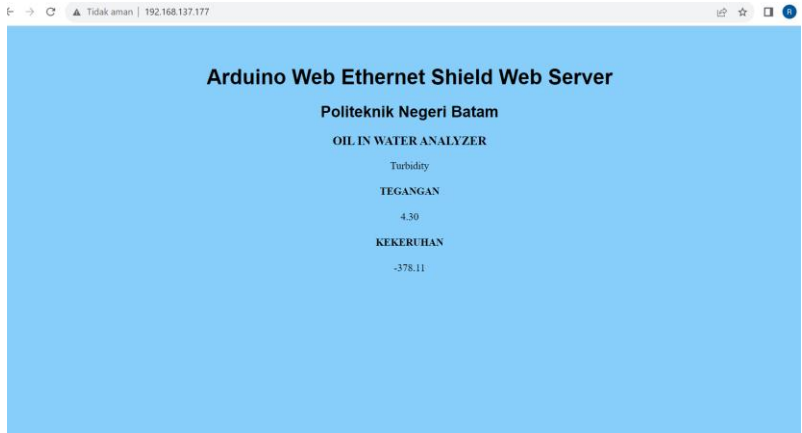 Tidak aman | 192.168.137.177
R
Arduino Web Ethernet Shield Web Server
Politeknik Negeri Batam
OIL IN WATER ANALYZER
Turbidity
TEGANGAN
4.30
KEKERUHAN
-378.11